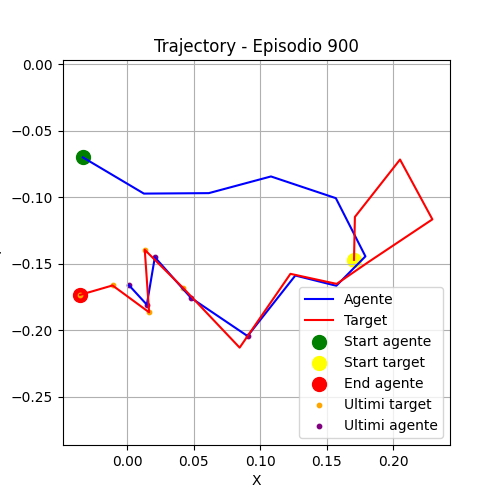 Trajectory - Episodio 900
0.00
−0.05
−0.10
−0.15
−0.20
−0.25
0.00 0.05 0.10 0.15 0.20
X
Agente
Target
Start agente
Start target
End agente
Ultimi target
Ultimi agente